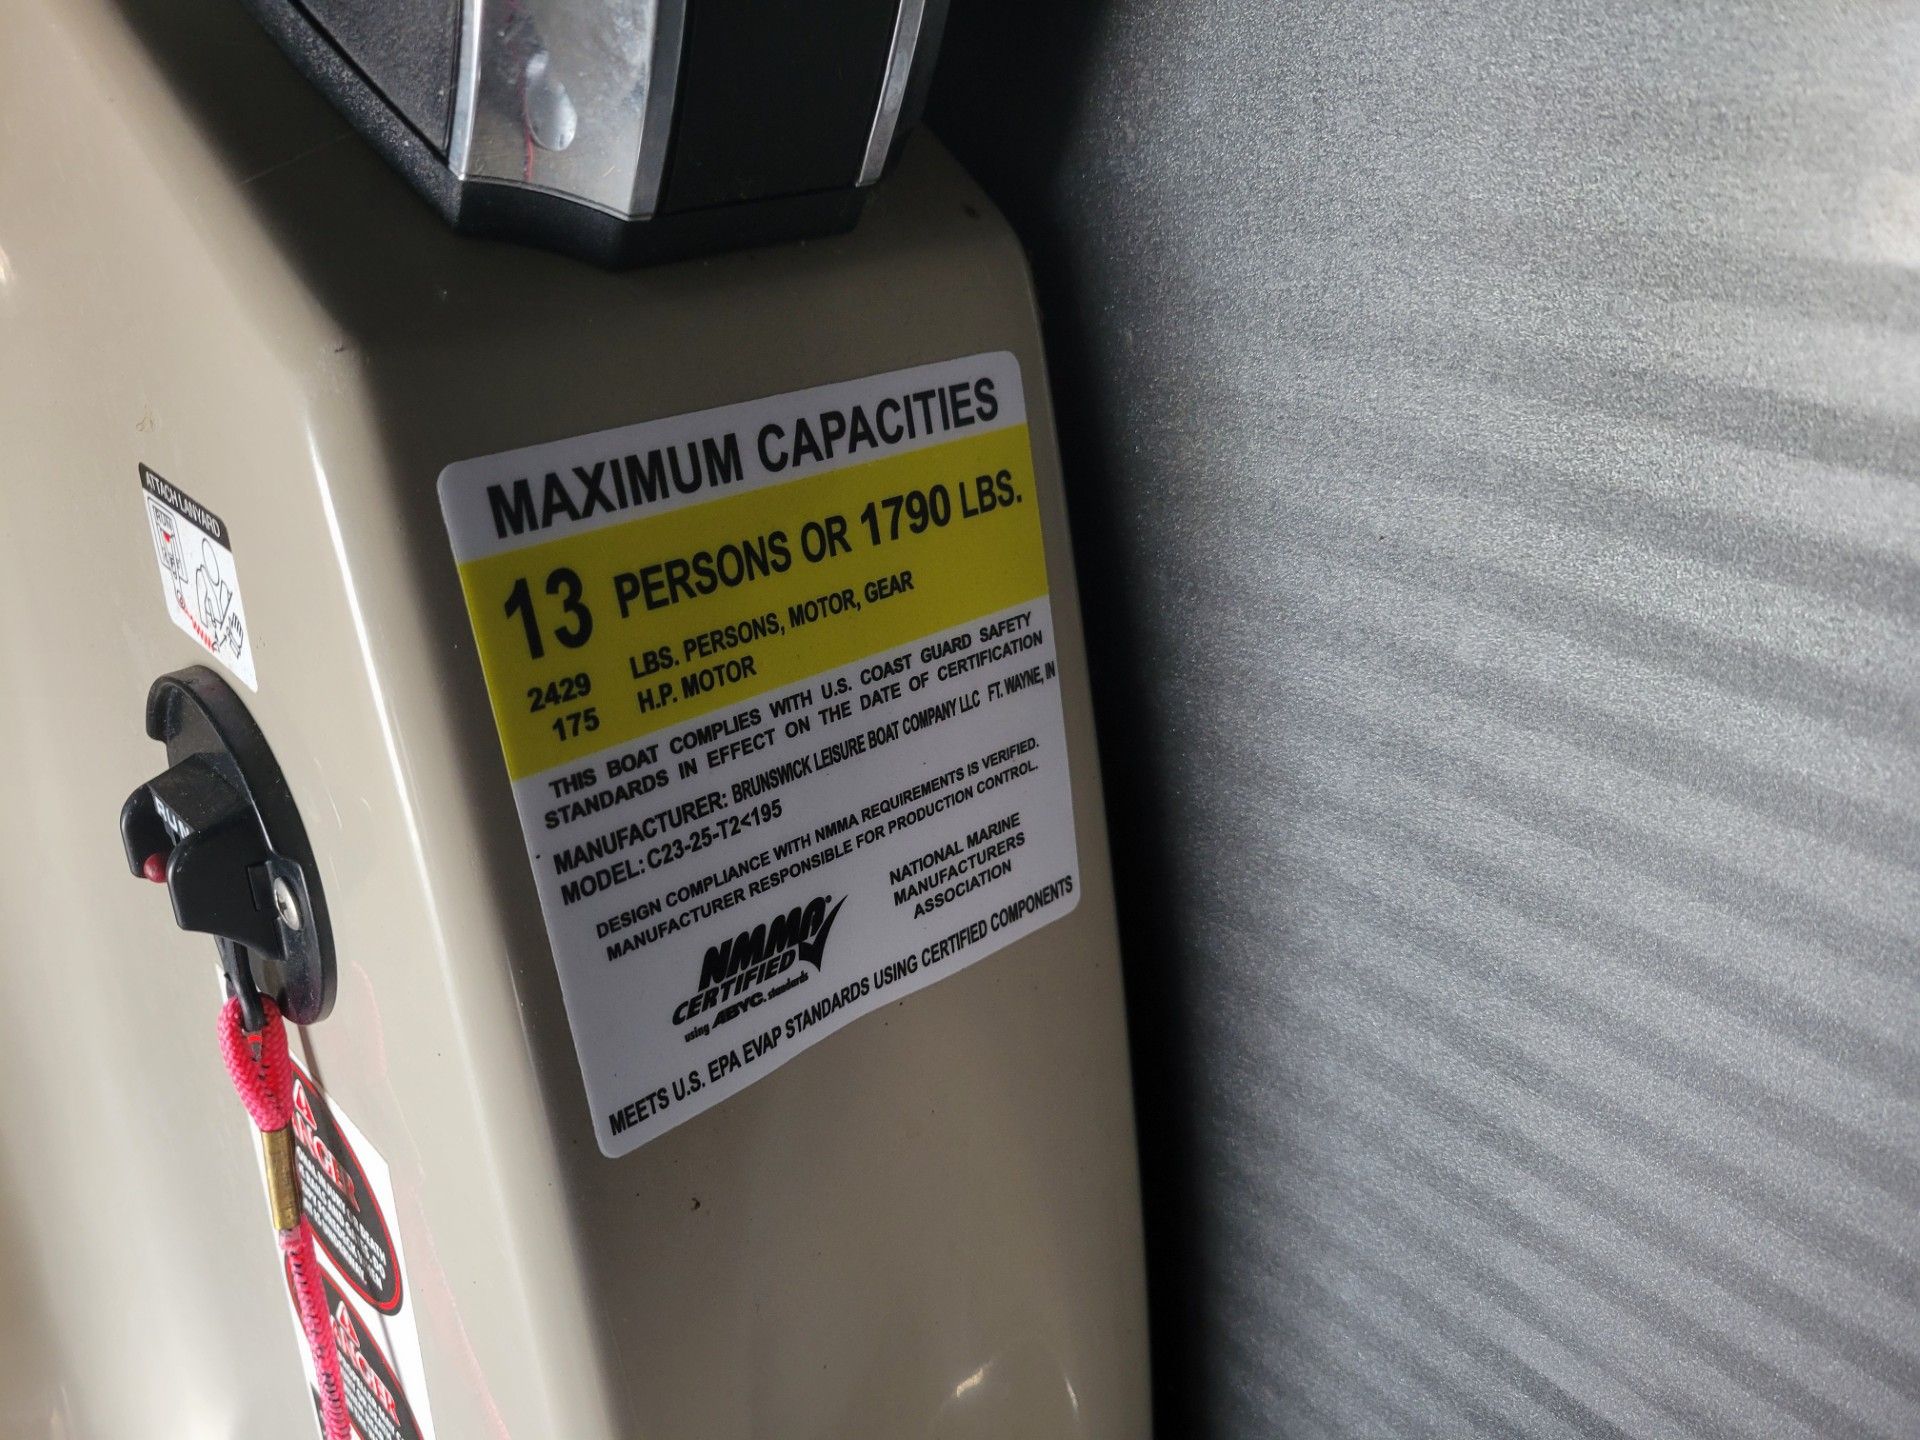 MAXIMUM CAPACITIES
13 PERSONS OR 1790 LBS.
2429 LBS. PERSONS, MOTOR, GEAR
175 H.P. MOTOR
THIS BOAT COMPLIES WITH U.S. COAST GUARD SAFETY
STANDARDS IN EFFECT ON THE DATE OF CERTIFICATION
MANUFACTURER: BRUNSWICK LEISURE BOAT COMPANY LLC FT. WAYNE, IN
MODEL: C23-25-T2<195
DESIGN COMPLIANCE WITH NMMA REQUIREMENTS IS VERIFIED.
MANUFACTURER RESPONSIBLE FOR PRODUCTION CONTROL.
NMMA®
CERTIFIED
using ABYC. standards
NATIONAL MARINE
MANUFACTURERS
ASSOCIATION
MEETS U.S. EPA EVAP STANDARDS USING CERTIFIED COMPONENTS
ATTACH LANYARD
RUN